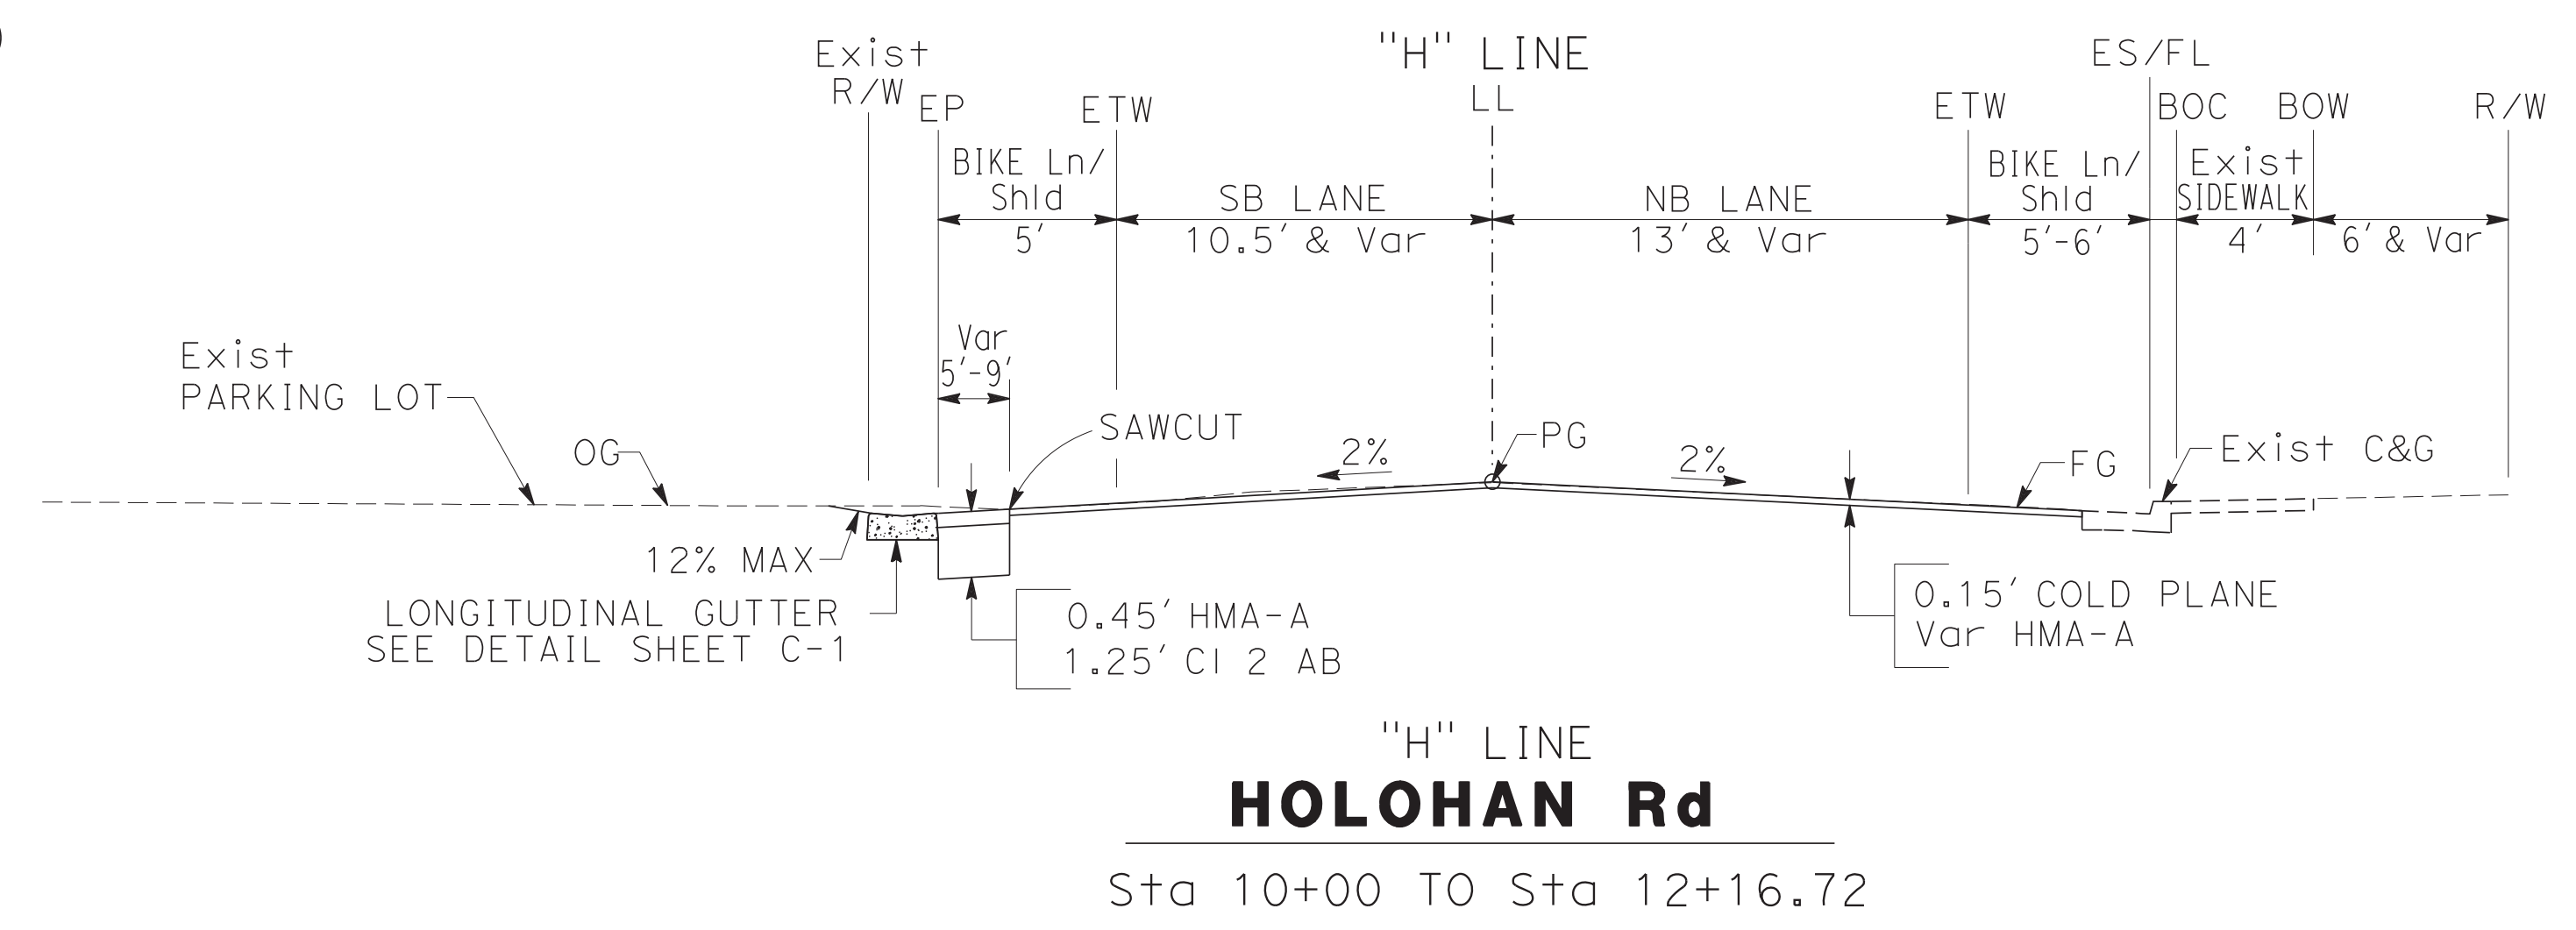 "H" LINE
LL
Exist
R/W
EP
ETW
ETW
ES/FL
BOC
BOW
R/W
BIKE Ln/
Shld
5'
SB LANE
10.5' & Var
NB LANE
13' & Var
BIKE Ln/
Shld
5'-6'
Exist
SIDEWALK
4'
6' & Var
Var
5'-9'
Exist
PARKING LOT
OG
SAWCUT
2%
PG
2%
FG
Exist C&G
12% MAX
LONGITUDINAL GUTTER
SEE DETAIL SHEET C-1
0.45' HMA-A
1.25' Cl 2 AB
0.15' COLD PLANE
Var HMA-A
"H" LINE
HOLOHAN Rd
Sta 10+00 TO Sta 12+16.72